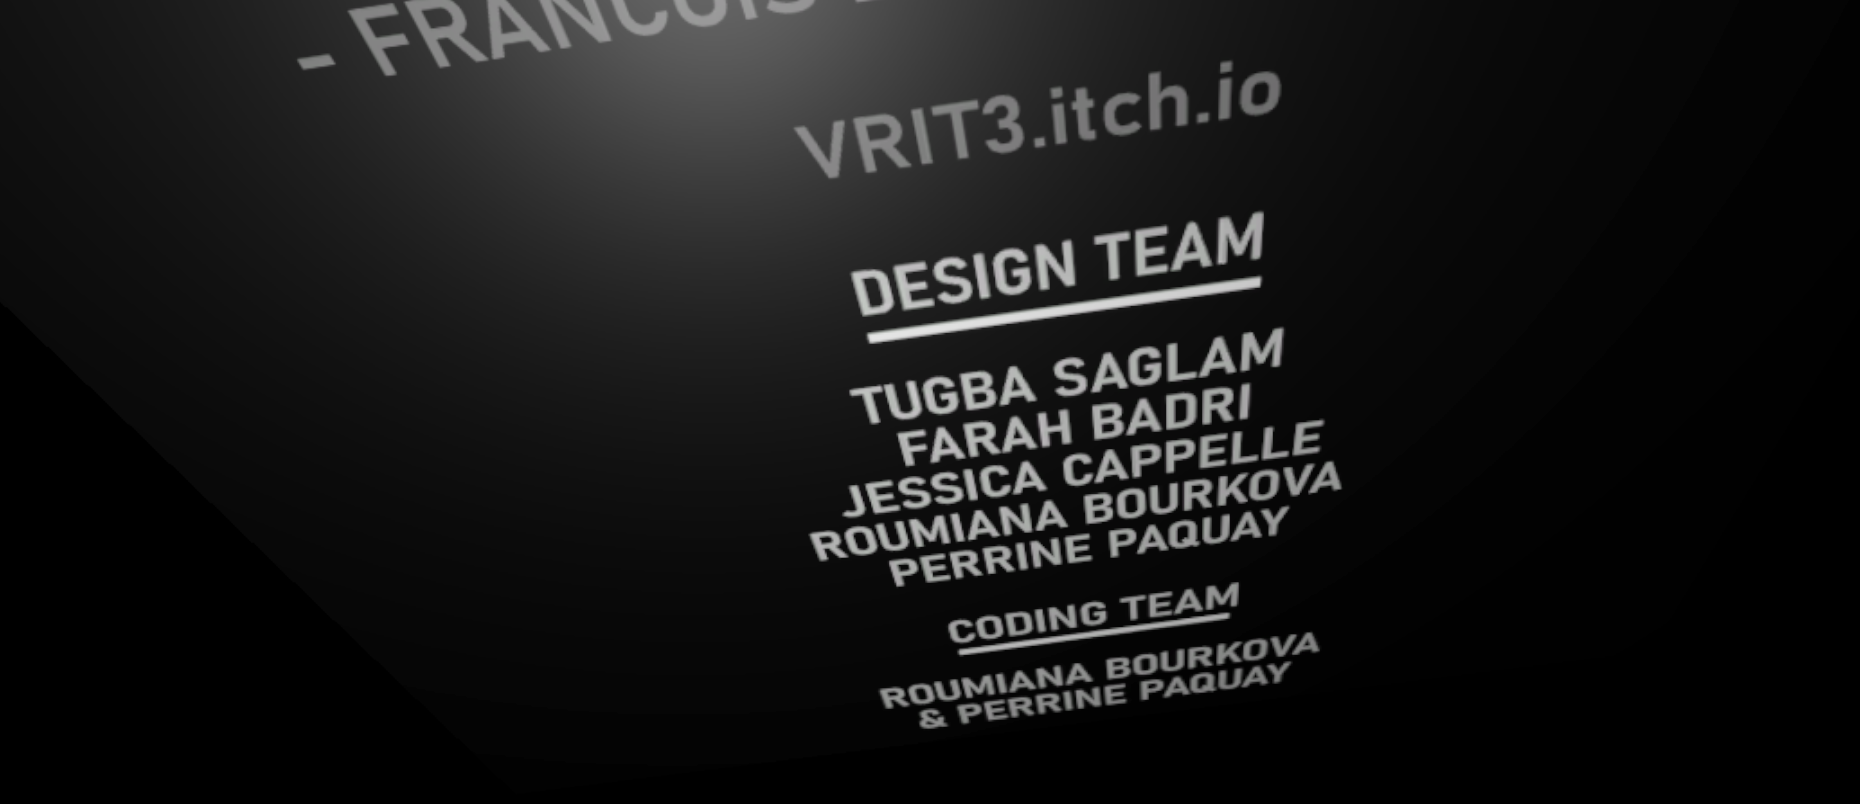 - FRANCOIS
VRIT3.itch.io
DESIGN TEAM
TUGBA SAGLAM
FARAH BADRI
JESSICA CAPPELLE
ROUMIANA BOURKOVA
PERRINE PAQUAY
CODING TEAM
ROUMIANA BOURKOVA
& PERRINE PAQUAY